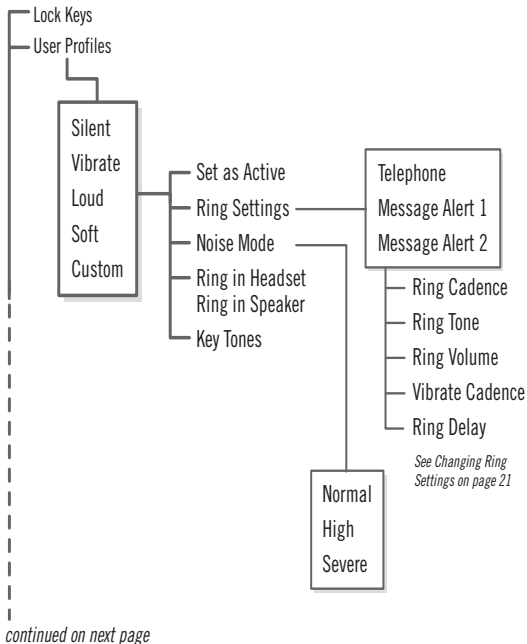 Lock Keys
User Profiles
Silent
Vibrate
Loud
Soft
Custom
Set as Active
Ring Settings
Noise Mode
Ring in Headset
Ring in Speaker
Key Tones
Telephone
Message Alert 1
Message Alert 2
Ring Cadence
Ring Tone
Ring Volume
Vibrate Cadence
Ring Delay
See Changing Ring
Settings on page 21
Normal
High
Severe
continued on next page